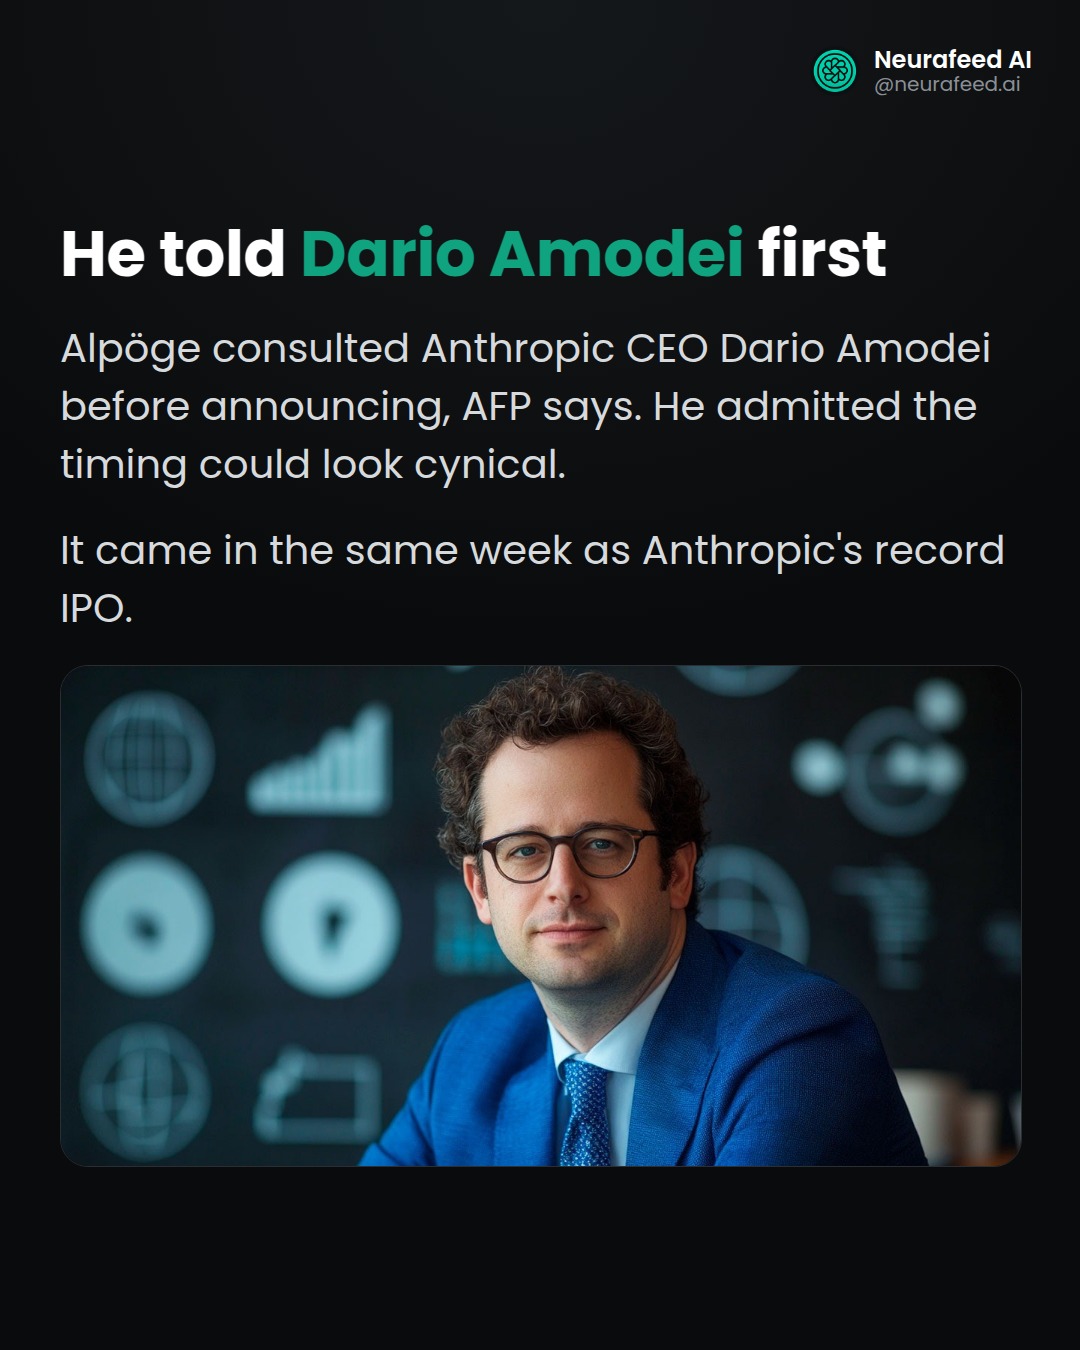 Neurafeed AI
@neurafeed.ai
He told Dario Amodei first
Alpöge consulted Anthropic CEO Dario Amodei
before announcing, AFP says. He admitted the
timing could look cynical.
It came in the same week as Anthropic's record
IPO.